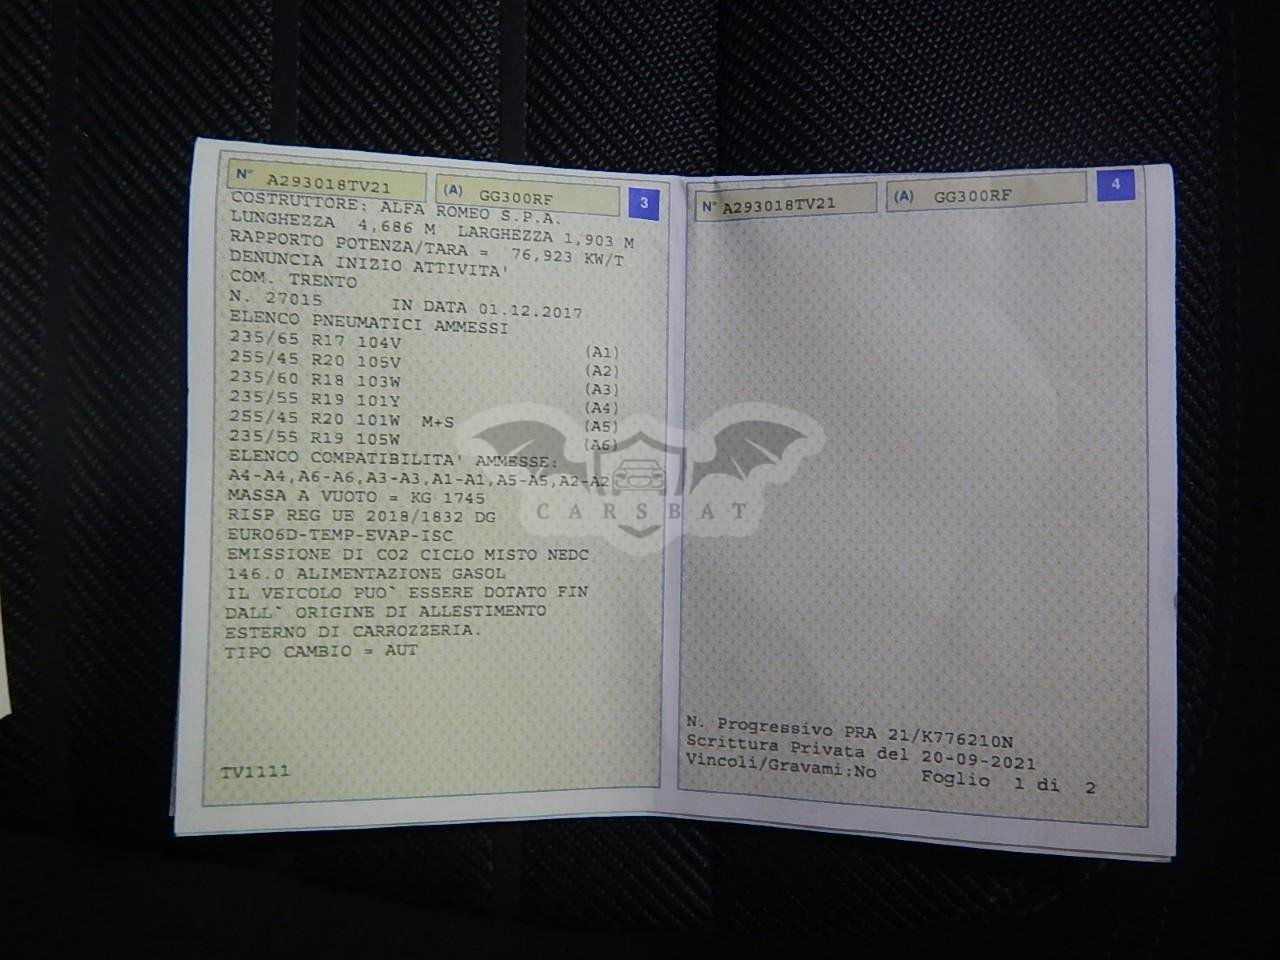 N° A293018TV21
(A) GG300RF
3
COSTRUTTORE: ALFA ROMEO S.P.A.
LUNGHEZZA 4,686 M LARGHEZZA 1,903 M
RAPPORTO POTENZA/TARA = 76,923 KW/T
DENUNCIA INIZIO ATTIVITA'
COM. TRENTO
N. 27015 IN DATA 01.12.2017
ELENCO PNEUMATICI AMMESSI
235/65 R17 104V (A1)
255/45 R20 105V (A2)
235/60 R18 103W (A3)
235/55 R19 101Y (A4)
255/45 R20 101W M+S (A5)
235/55 R19 105W (A6)
ELENCO COMPATIBILITA' AMMESSE:
A4-A4,A6-A6,A3-A3,A1-A1,A5-A5,A2-A2
MASSA A VUOTO = KG 1745
RISP REG UE 2018/1832 DG
EURO6D-TEMP-EVAP-ISC
EMISSIONE DI CO2 CICLO MISTO NEDC
146.0 ALIMENTAZIONE GASOL
IL VEICOLO PUO` ESSERE DOTATO FIN
DALL` ORIGINE DI ALLESTIMENTO
ESTERNO DI CARROZZERIA.
TIPO CAMBIO = AUT
TV1111
N° A293018TV21
(A) GG300RF
4
N. Progressivo PRA 21/K776210N
Scrittura Privata del 20-09-2021
Vincoli/Gravami:No Foglio 1 di 2
CARSBAT